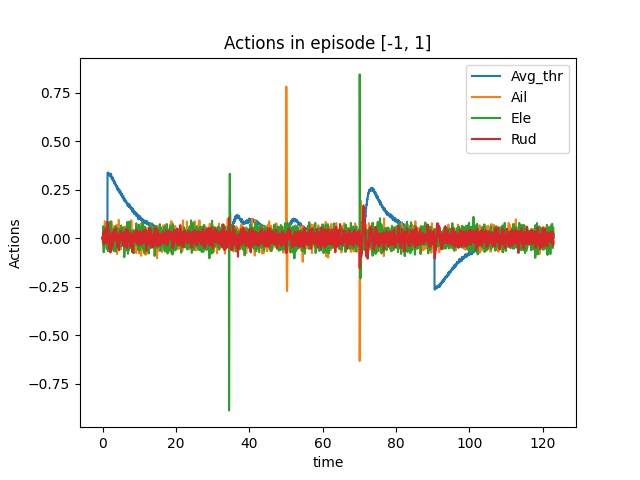 Actions in episode [-1, 1]
Avg_thr
Ail
Ele
Rud
0.75
0.50
0.25
0.00
−0.25
−0.50
−0.75
Actions
0 20 40 60 80 100 120
time